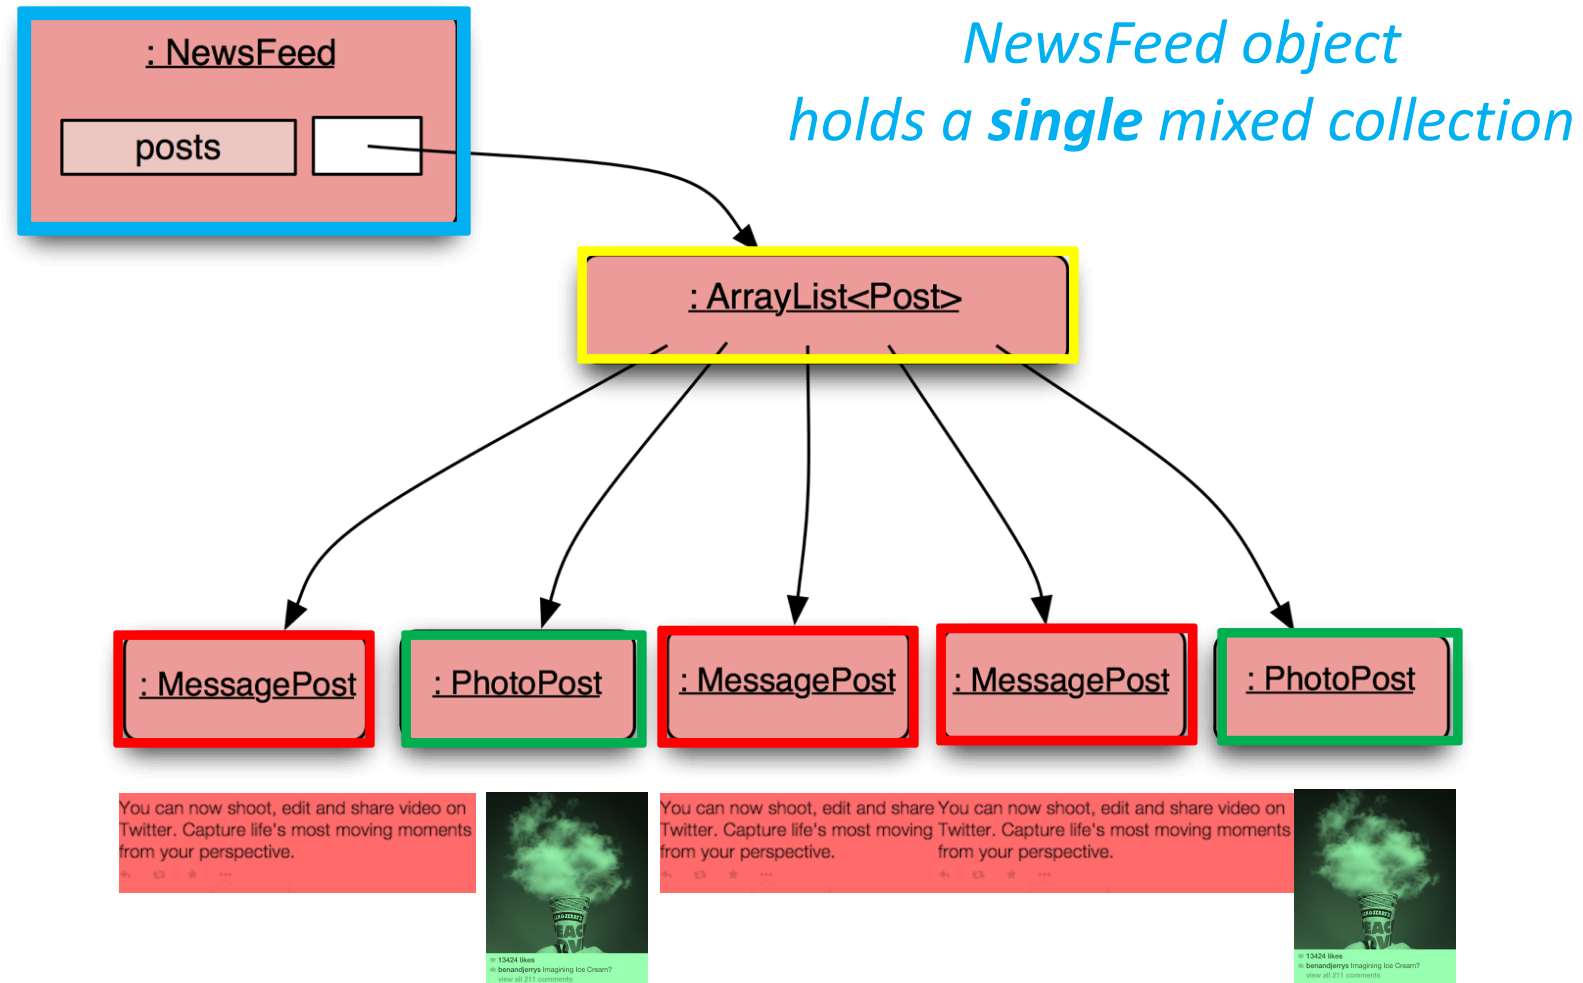 : NewsFeed
posts
NewsFeed object
holds a single mixed collection
: ArrayList<Post>
: MessagePost
: PhotoPost
: MessagePost
: MessagePost
: PhotoPost
You can now shoot, edit and share video on
Twitter. Capture life's most moving moments
from your perspective.
13424 likes
benandjerrys Imagining Ice Cream?
view all 211 comments
You can now shoot, edit and share
Twitter. Capture life's most moving
from your perspective.
You can now shoot, edit and share video on
Twitter. Capture life's most moving moments
from your perspective.
13424 likes
benandjerrys Imagining Ice Cream?
view all 211 comments